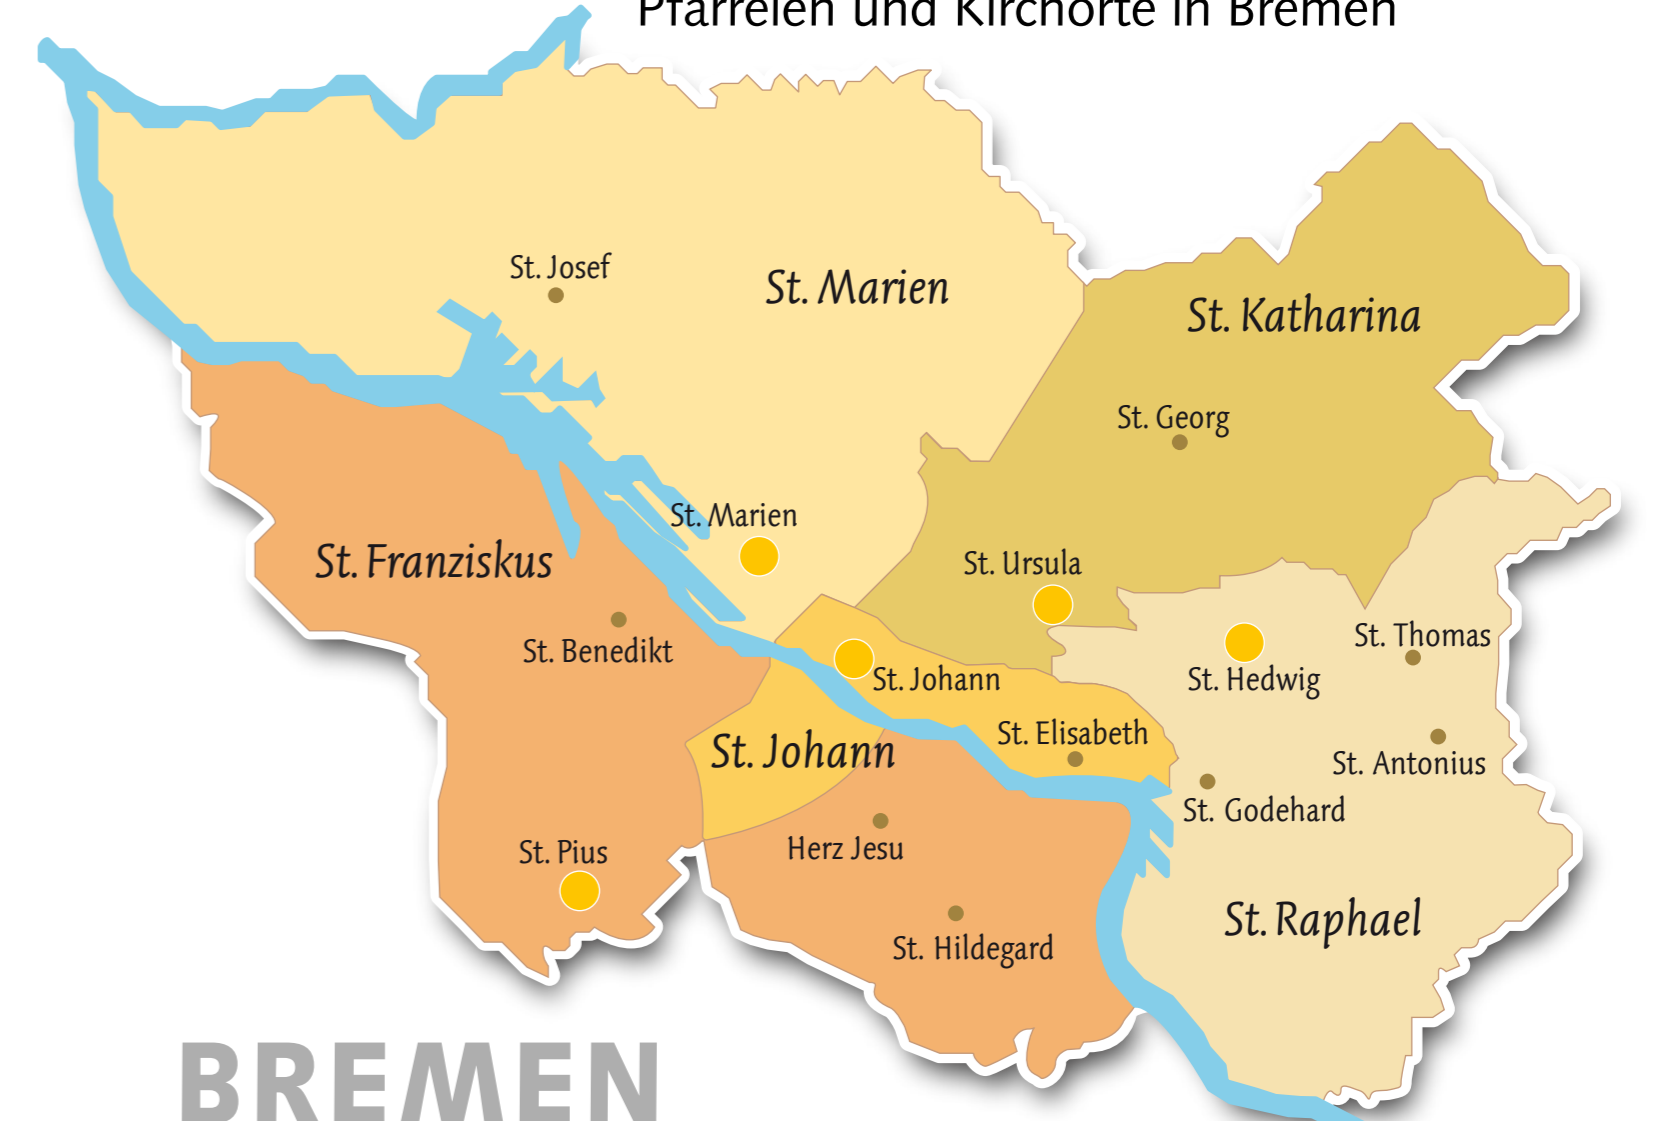 Pfarreien und Kirchorte in Bremen
St. Josef
St. Marien
St. Katharina
St. Georg
St. Marien
St. Franziskus
St. Ursula
St. Benedikt
St. Thomas
St. Hedwig
St. Johann
St. Elisabeth
St. Johann
St. Antonius
St. Godehard
Herz Jesu
St. Pius
St. Raphael
St. Hildegard
BREMEN